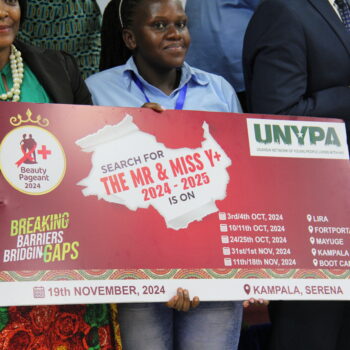 Beauty
Pageant
2024
SEARCH FOR
THE MR & MISS Y+
2024 - 2025
IS ON
UNYPA
UGANDA NETWORK OF YOUNG PEOPLE LIVING WITH HIV
BREAKING
BARRIERS
BRIDGING
GAPS
3rd/4th OCT, 2024 LIRA
10/11th OCT, 2024 FORTPORT
24/25th OCT, 2024 MAYUGE
31st/1st NOV, 2024 KAMPALA
11th/18th NOV, 2024 BOOT CA
19th NOVEMBER, 2024 KAMPALA, SERENA